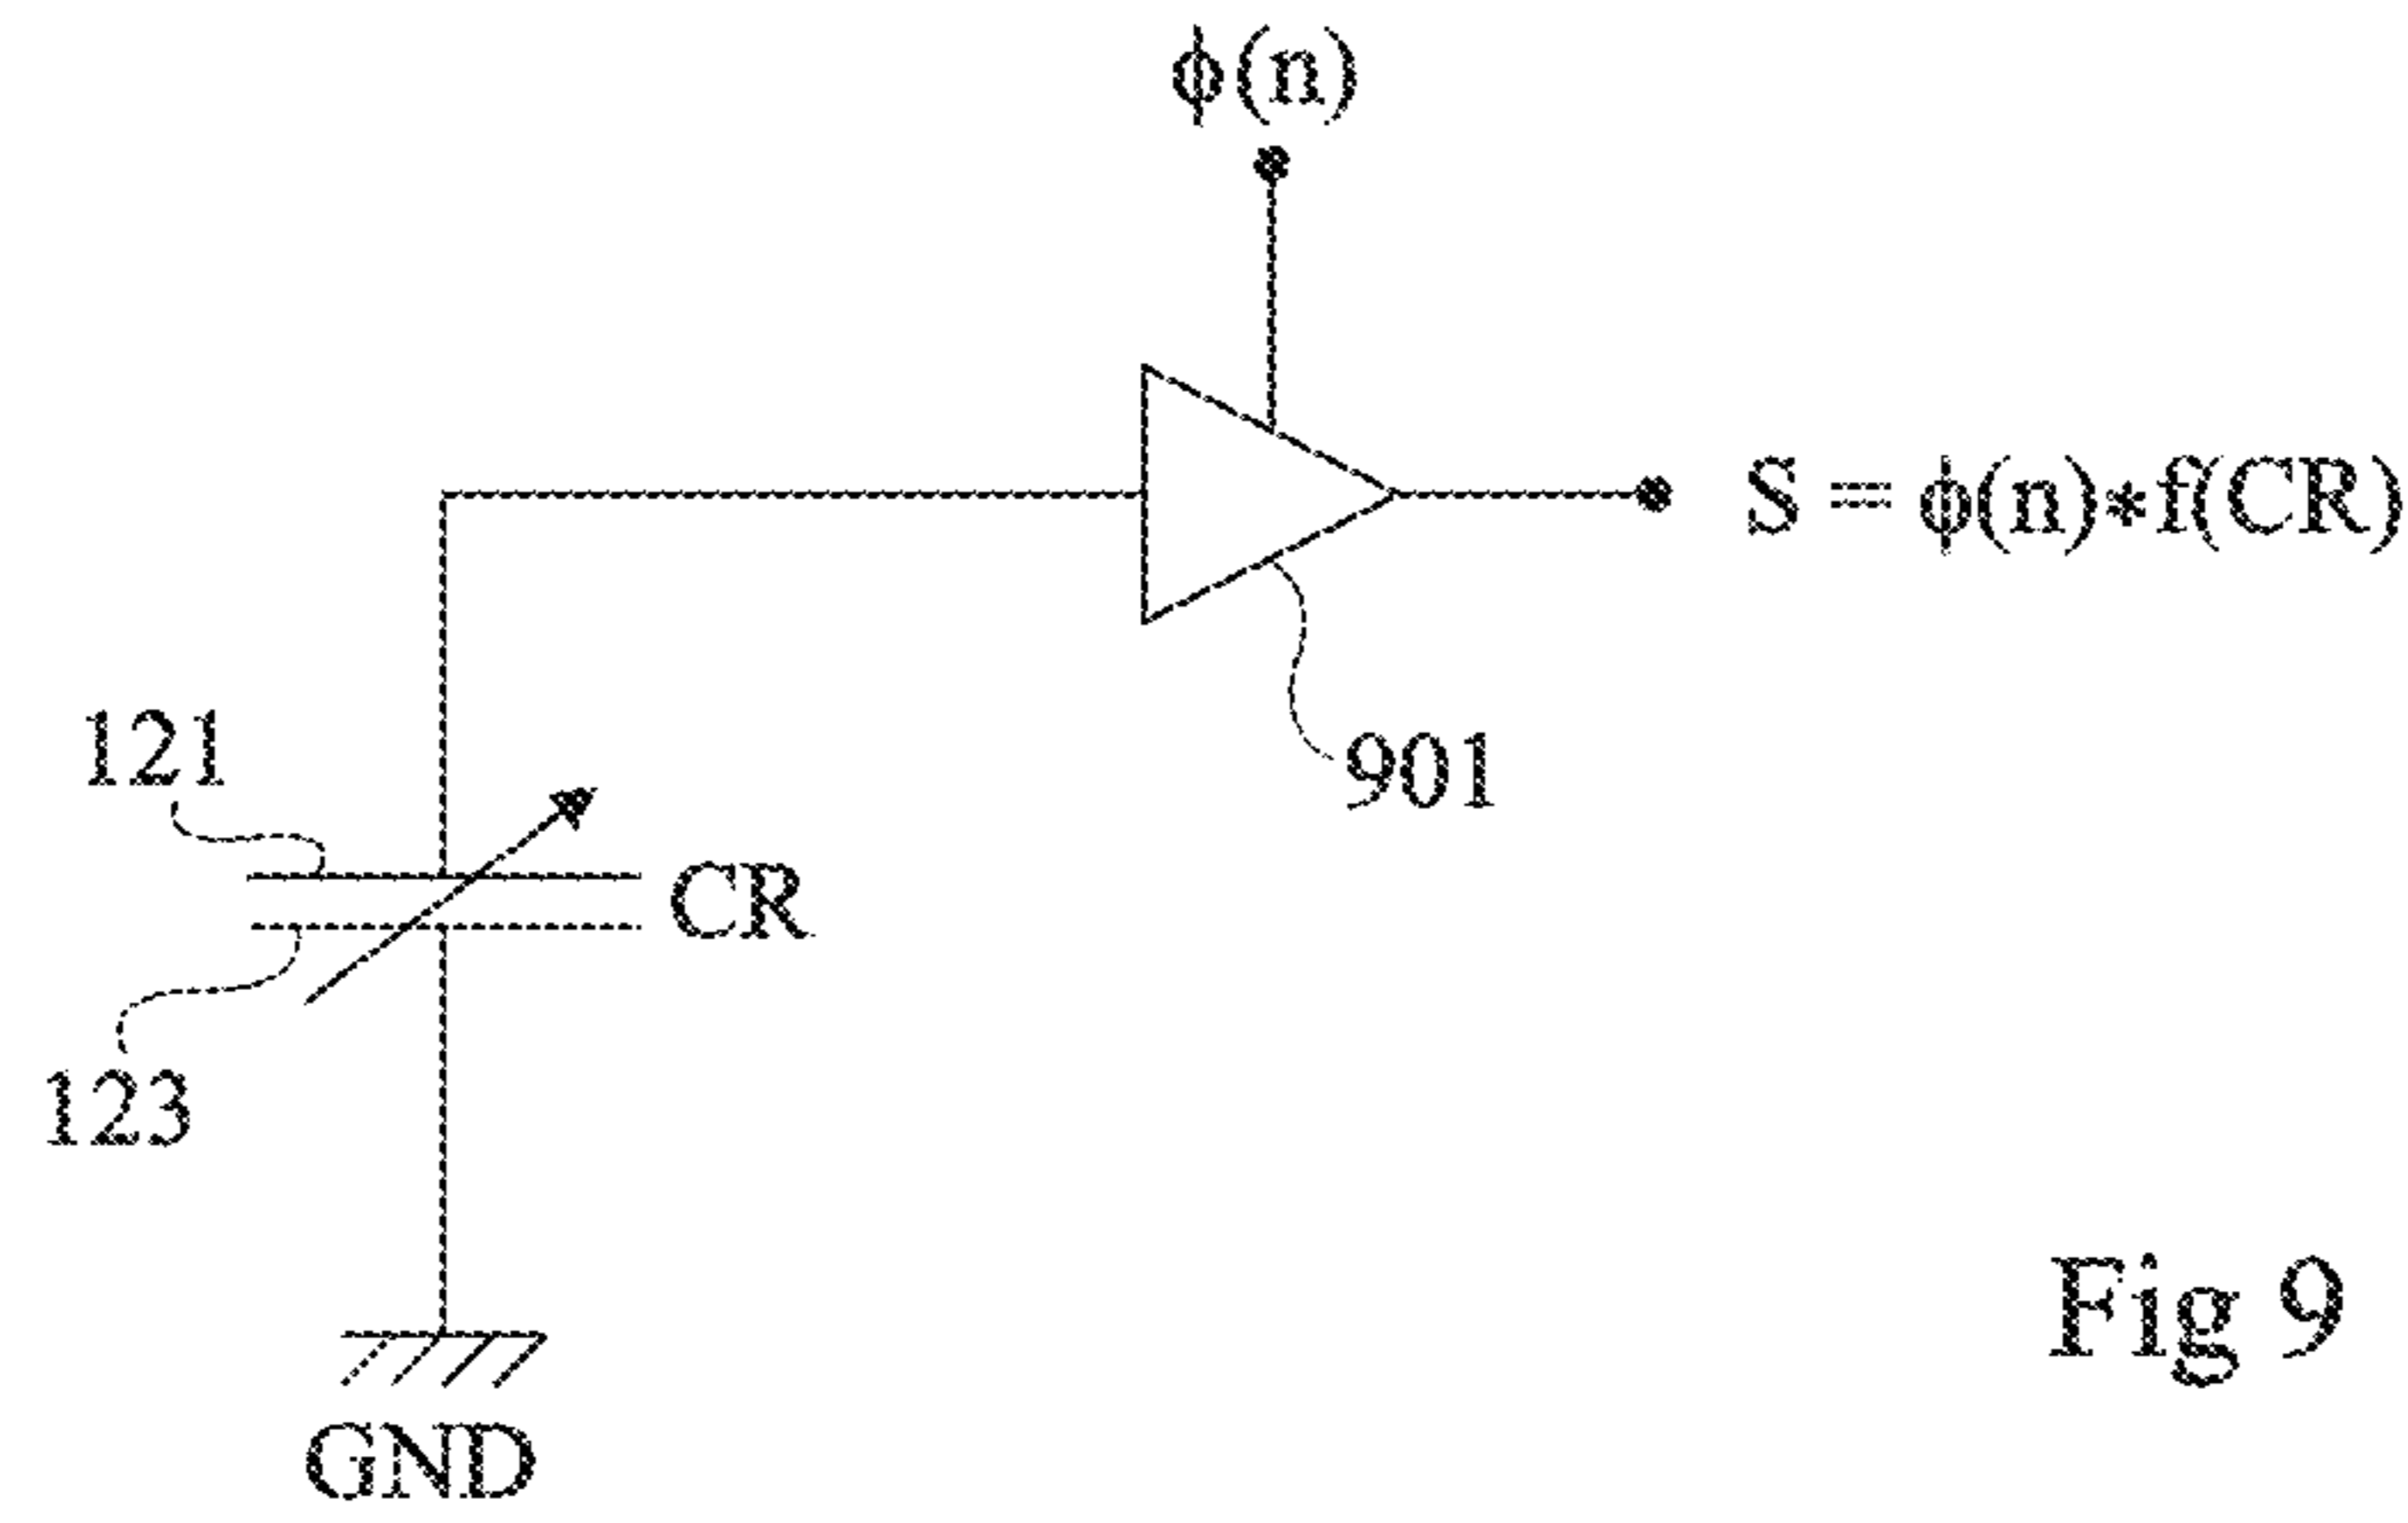 ϕ(n)
S = ϕ(n)*f(CR)
121
901
CR
123
GND
Fig 9